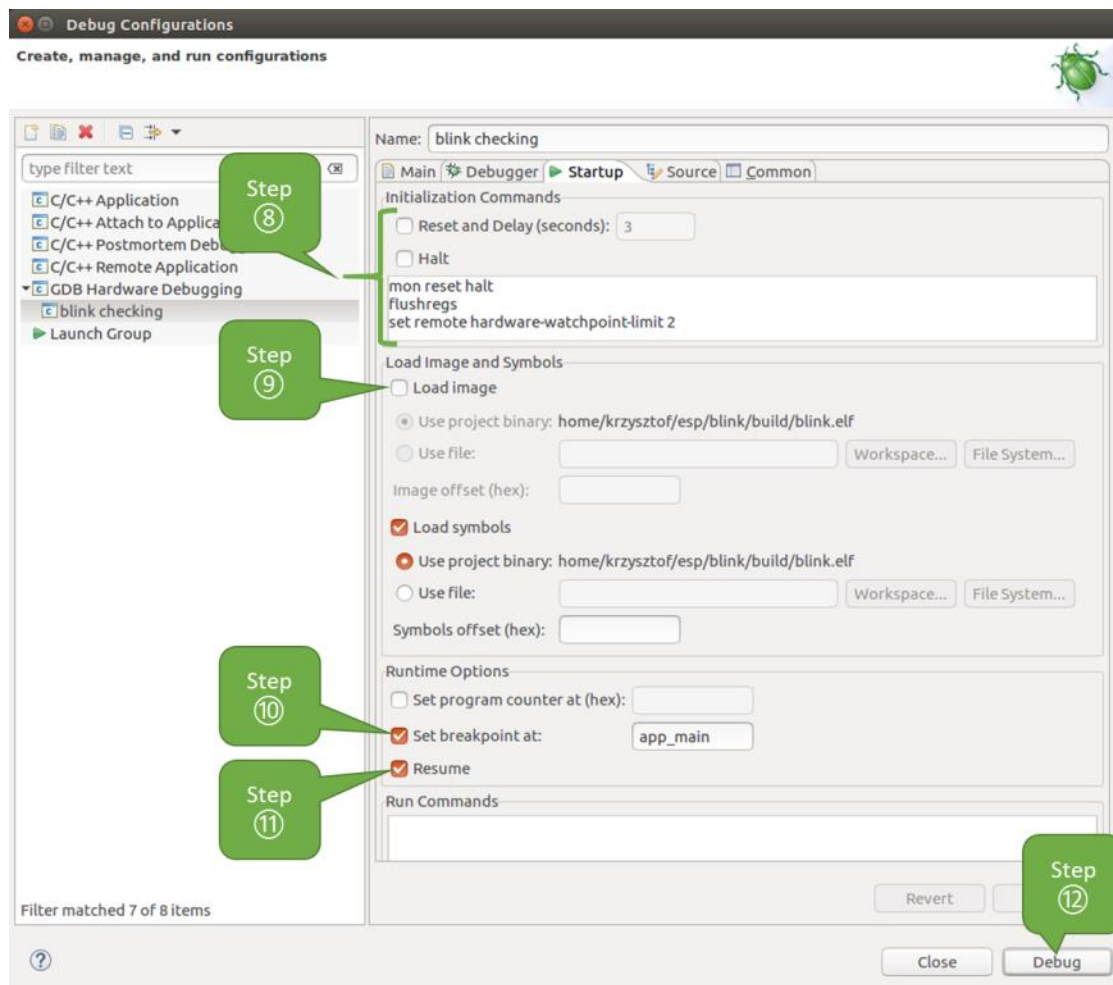 Debug Configurations
Create, manage, and run configurations
type filter text
C/C++ Application
C/C++ Attach to Applica
C/C++ Postmortem Debugg
C/C++ Remote Application
GDB Hardware Debugging
blink checking
Launch Group
Filter matched 7 of 8 items
Step
⑧
Step
⑨
Step
⑩
Step
⑪
Name: blink checking
Main Debugger Startup Source Common
Initialization Commands
Reset and Delay (seconds): 3
Halt
mon reset halt
flushregs
set remote hardware-watchpoint-limit 2
Load Image and Symbols
Load image
Use project binary: home/krzysztof/esp/blink/build/blink.elf
Use file: Workspace... File System...
Image offset (hex):
Load symbols
Use project binary: home/krzysztof/esp/blink/build/blink.elf
Use file: Workspace... File System...
Symbols offset (hex):
Runtime Options
Set program counter at (hex):
Set breakpoint at: app_main
Resume
Run Commands
Step
⑫
Revert
Close Debug